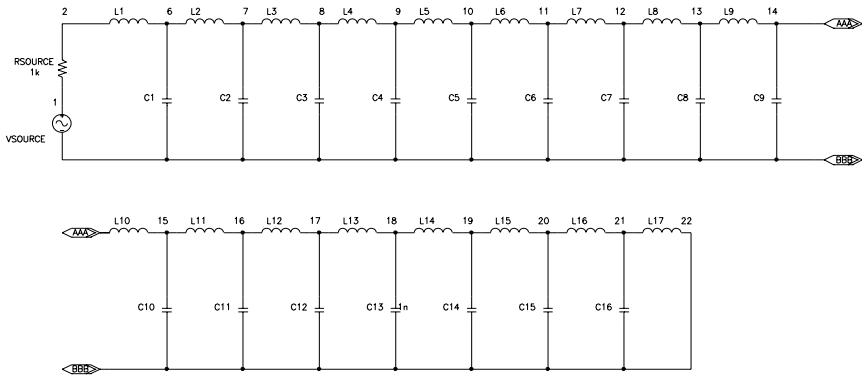 2 L1 6 L2 7 L3 8 L4 9 L5 10 L6 11 L7 12 L8 13 L9 14 AAA
RSOURCE
1k
1 C1 C2 C3 C4 C5 C6 C7 C8 C9
VSOURCE
BBB
L10 15 L11 16 L12 17 L13 18 L14 19 L15 20 L16 21 L17 22
AAA
C10 C11 C12 C13 1n C14 C15 C16
BBB